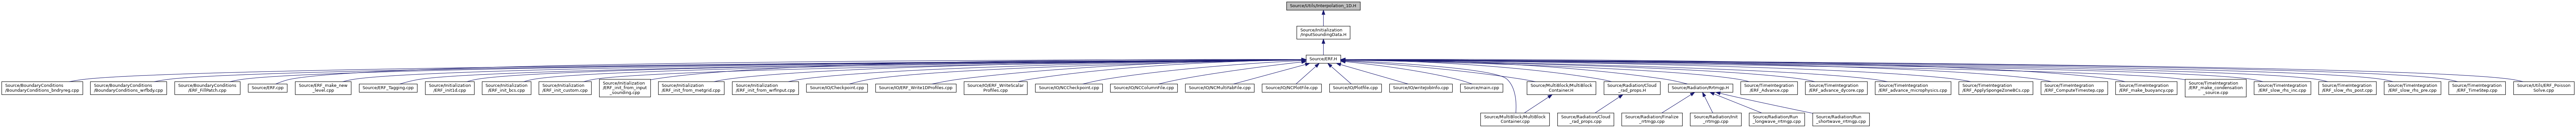 Source/Utils/Interpolation_1D.H
Source/Initialization
/InputSoundingData.H
Source/ERF.H
Source/BoundaryConditions
/BoundaryConditions_bndryreg.cpp
Source/BoundaryConditions
/BoundaryConditions_wrfbdy.cpp
Source/BoundaryConditions
/ERF_FillPatch.cpp
Source/ERF.cpp
Source/ERF_make_new
_level.cpp
Source/ERF_Tagging.cpp
Source/Initialization
/ERF_init1d.cpp
Source/Initialization
/ERF_init_bcs.cpp
Source/Initialization
/ERF_init_custom.cpp
Source/Initialization
/ERF_init_from_input
_sounding.cpp
Source/Initialization
/ERF_init_from_metgrid.cpp
Source/Initialization
/ERF_init_from_wrfinput.cpp
Source/IO/Checkpoint.cpp
Source/IO/ERF_Write1DProfiles.cpp
Source/IO/ERF_WriteScalar
Profiles.cpp
Source/IO/NCCheckpoint.cpp
Source/IO/NCColumnFile.cpp
Source/IO/NCMultiFabFile.cpp
Source/IO/NCPlotFile.cpp
Source/IO/Plotfile.cpp
Source/IO/writeJobInfo.cpp
Source/main.cpp
Source/MultiBlock/MultiBlock
Container.H
Source/Radiation/Cloud
_rad_props.H
Source/Radiation/Rrtmgp.H
Source/TimeIntegration
/ERF_Advance.cpp
Source/TimeIntegration
/ERF_advance_dycore.cpp
Source/TimeIntegration
/ERF_advance_microphysics.cpp
Source/TimeIntegration
/ERF_ApplySpongeZoneBCs.cpp
Source/TimeIntegration
/ERF_ComputeTimestep.cpp
Source/TimeIntegration
/ERF_make_buoyancy.cpp
Source/TimeIntegration
/ERF_make_condensation
_source.cpp
Source/TimeIntegration
/ERF_slow_rhs_inc.cpp
Source/TimeIntegration
/ERF_slow_rhs_post.cpp
Source/TimeIntegration
/ERF_slow_rhs_pre.cpp
Source/TimeIntegration
/ERF_TimeStep.cpp
Source/Utils/ERF_Poisson
Solve.cpp
Source/MultiBlock/MultiBlock
Container.cpp
Source/Radiation/Cloud
_rad_props.cpp
Source/Radiation/Finalize
_rrtmgp.cpp
Source/Radiation/Init
_rrtmgp.cpp
Source/Radiation/Run
_longwave_rrtmgp.cpp
Source/Radiation/Run
_shortwave_rrtmgp.cpp